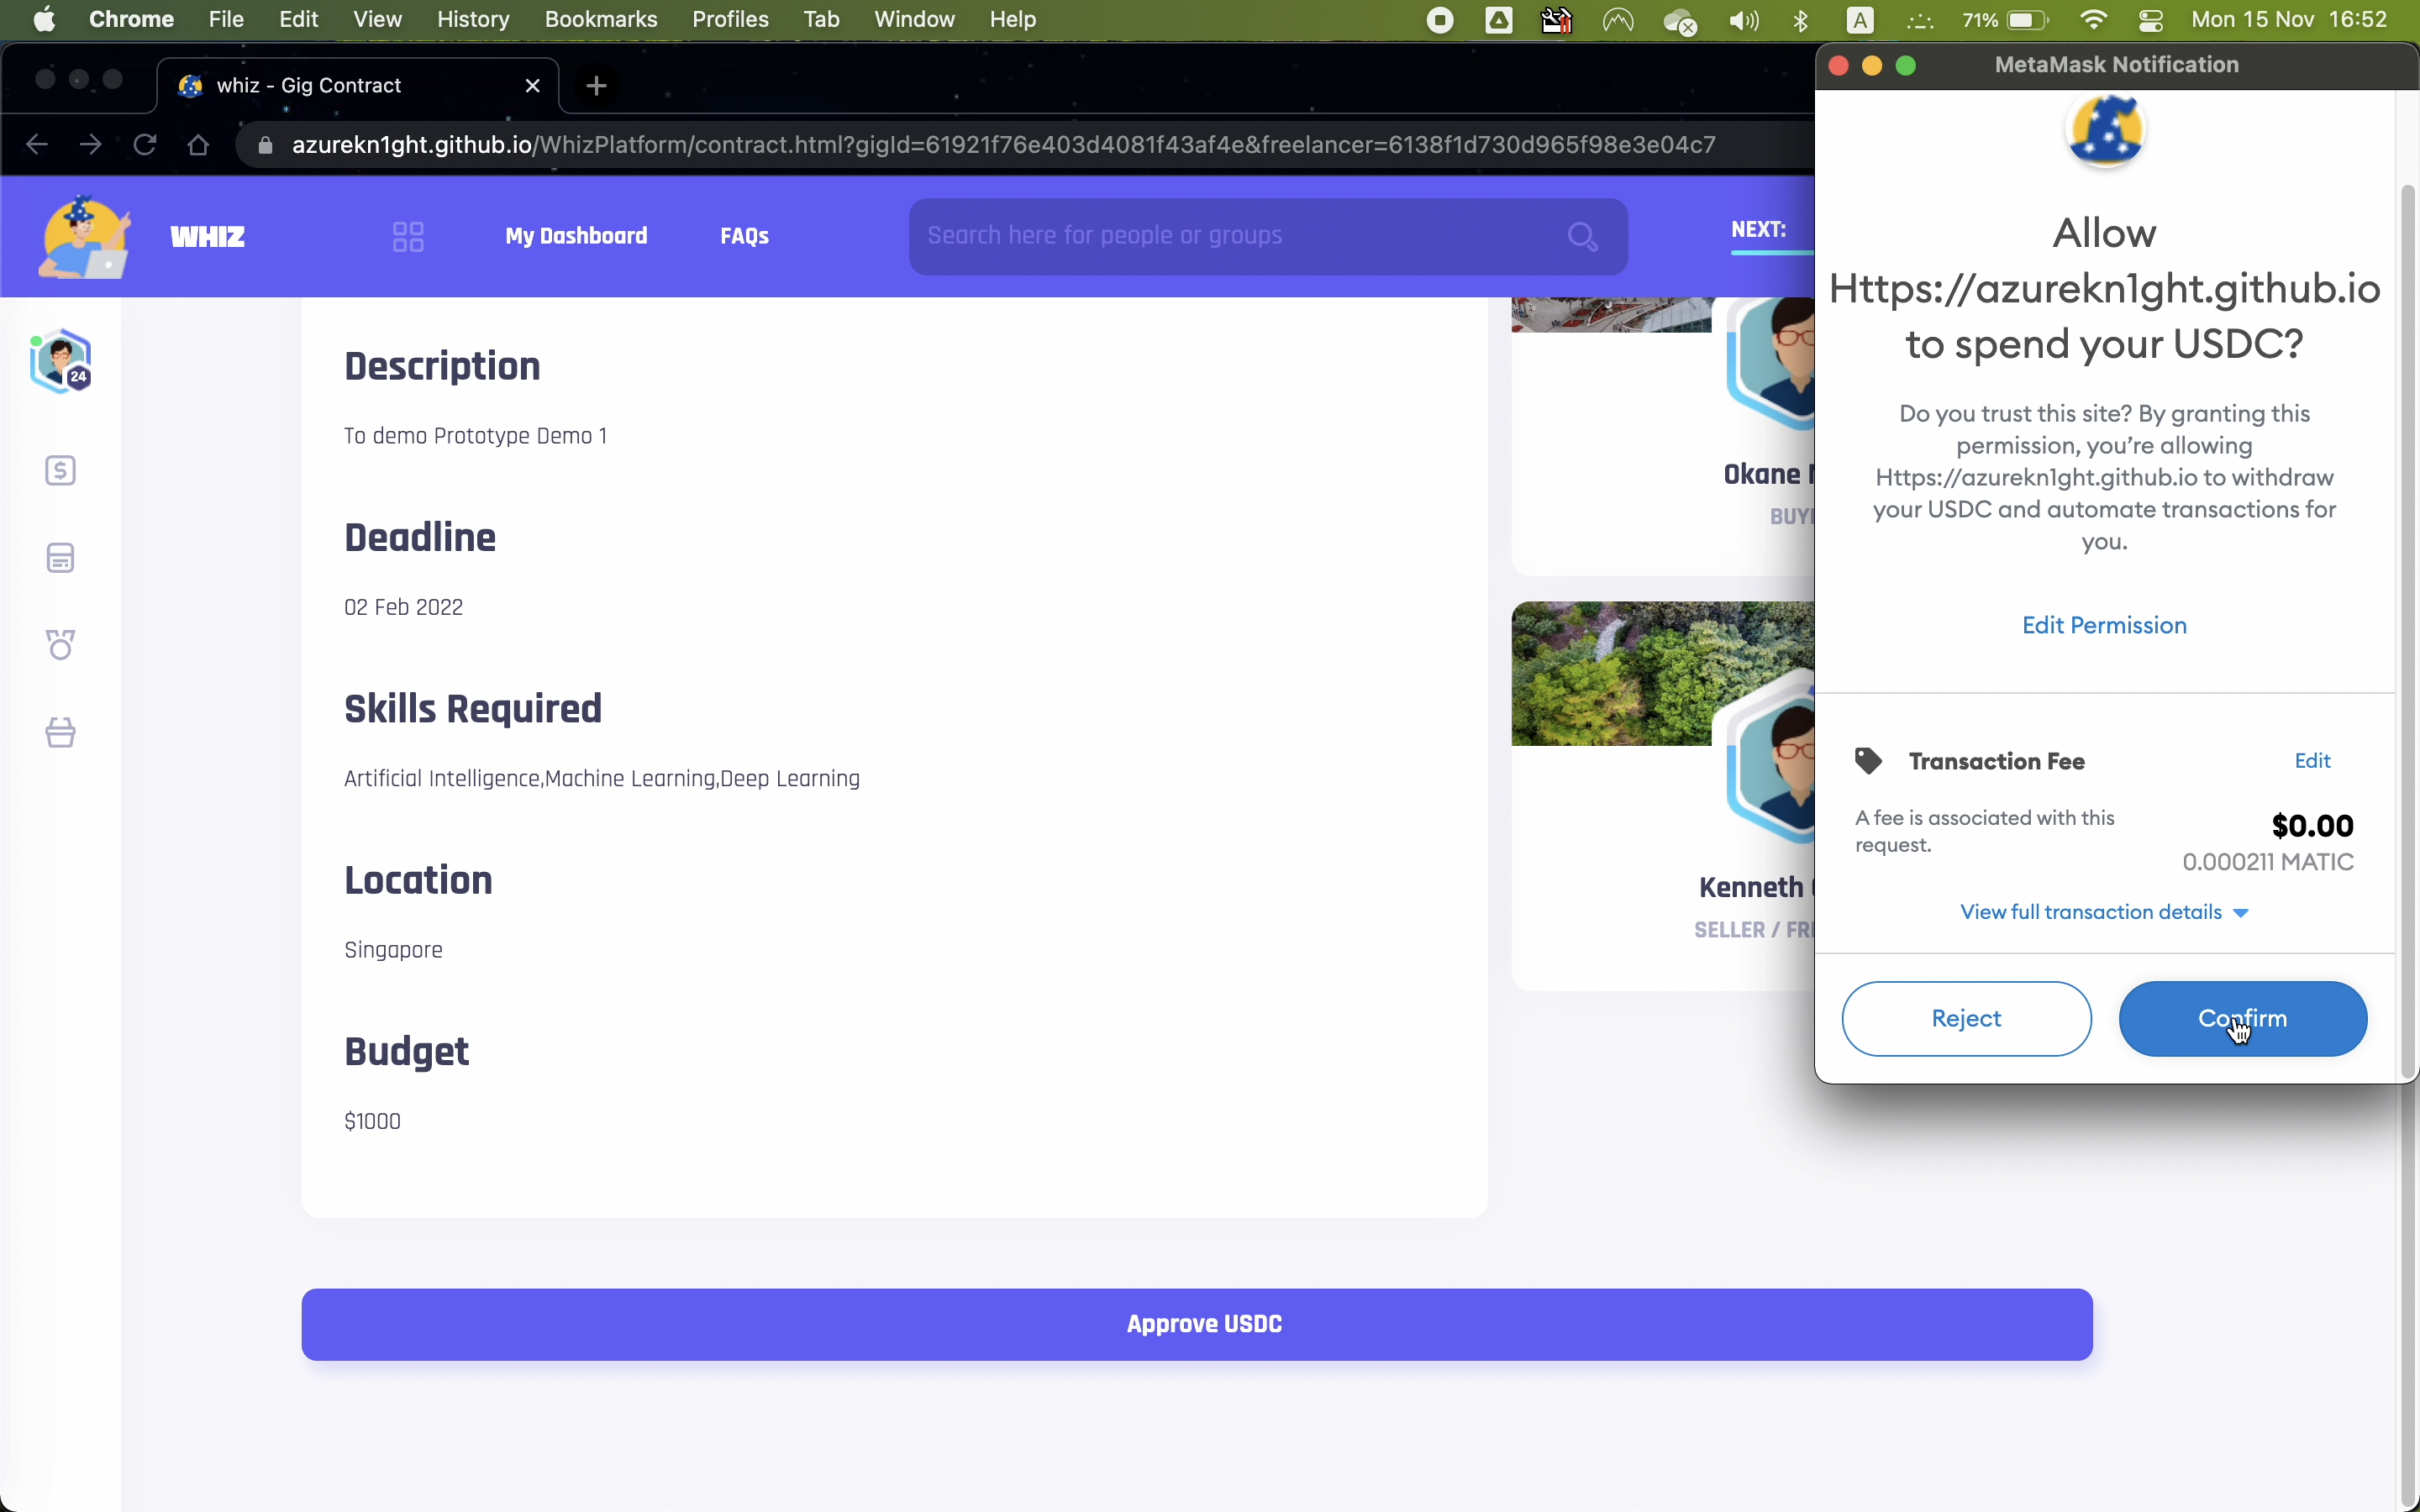 Chrome File Edit View History Bookmarks Profiles Tab Window Help
A 71% Mon 15 Nov 16:52
whiz - Gig Contract
azurekn1ght.github.io/WhizPlatform/contract.html?gigId=61921f76e403d4081f43af4e&freelancer=6138f1d730d965f98e3e04c7
WHIZ My Dashboard FAQs Search here for people or groups NEXT:
24
Description
To demo Prototype Demo 1
Deadline
02 Feb 2022
Skills Required
Artificial Intelligence,Machine Learning,Deep Learning
Location
Singapore
Budget
$1000
Approve USDC
Okane
BUY
Kenneth
SELLER / FR
MetaMask Notification
Allow
Https://azurekn1ght.github.io
to spend your USDC?
Do you trust this site? By granting this
permission, you’re allowing
Https://azurekn1ght.github.io to withdraw
your USDC and automate transactions for
you.
Edit Permission
Transaction Fee Edit
A fee is associated with this
request.
$0.00
0.000211 MATIC
View full transaction details
Reject Confirm